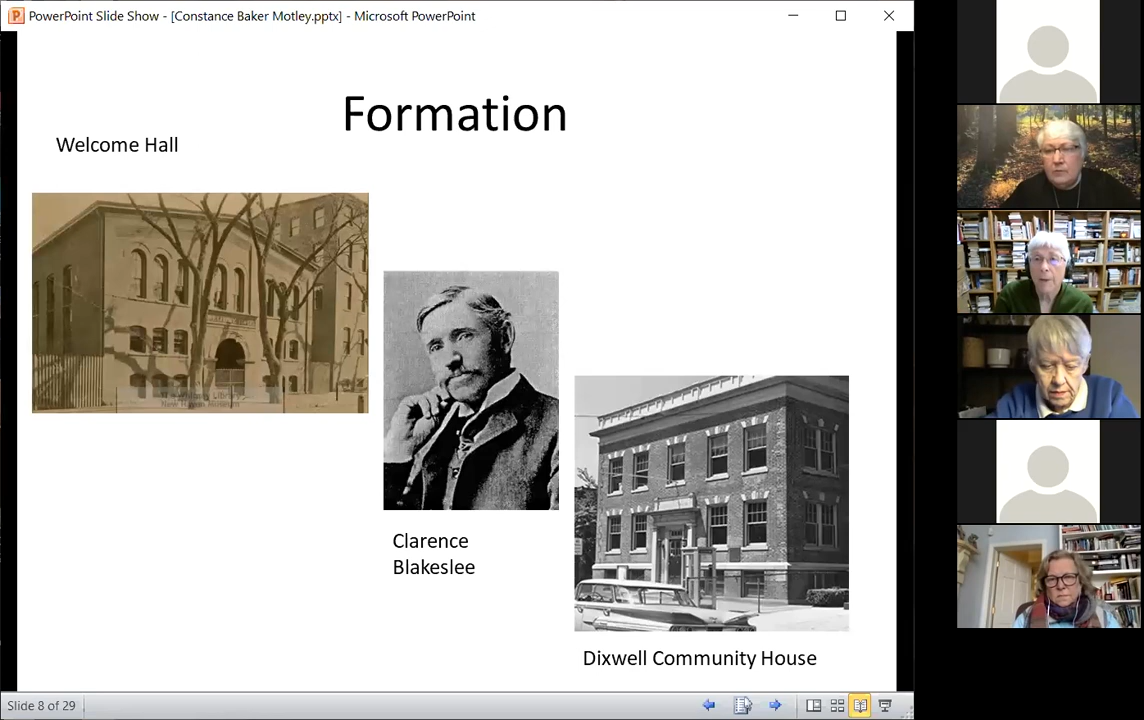 PowerPoint Slide Show - [Constance Baker Motley.pptx] - Microsoft PowerPoint
Formation
Welcome Hall
Clarence
Blakeslee
Dixwell Community House
Slide 8 of 29